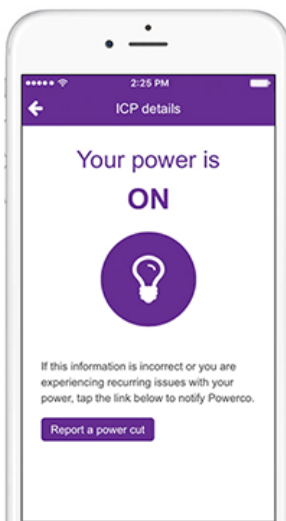 2:25 PM
ICP details
Your power is
ON
If this information is incorrect or you are
experiencing recurring issues with your
power, tap the link below to notify Powerco.
Report a power cut